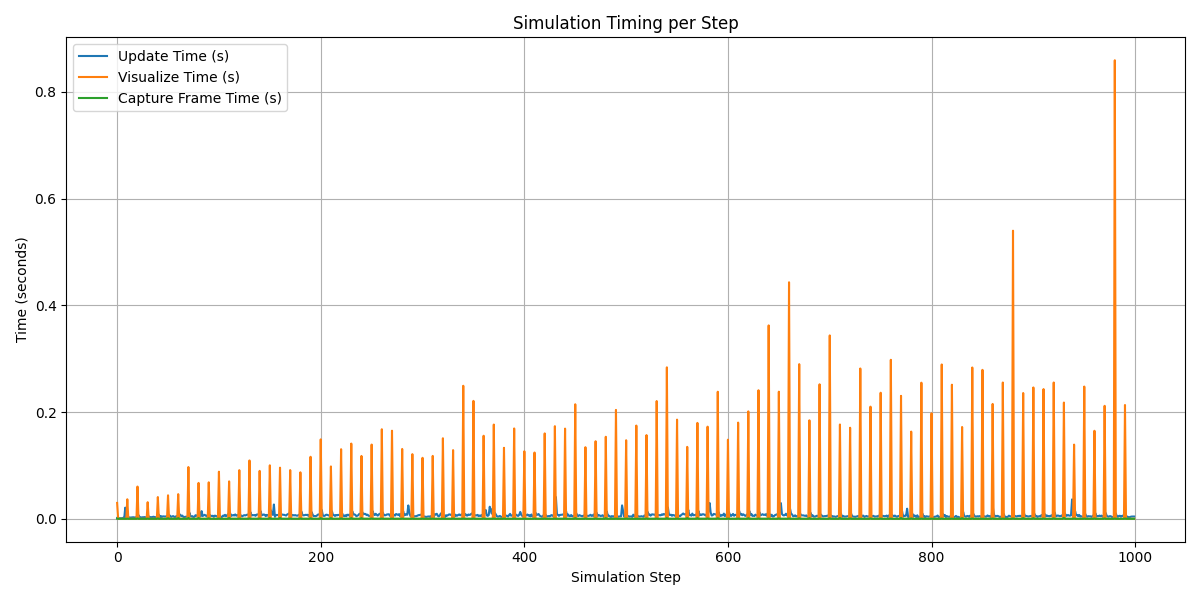 Simulation Timing per Step
Update Time (s)
Visualize Time (s)
Capture Frame Time (s)
Time (seconds)
0.8
0.6
0.4
0.2
0.0
0 200 400 600 800 1000
Simulation Step